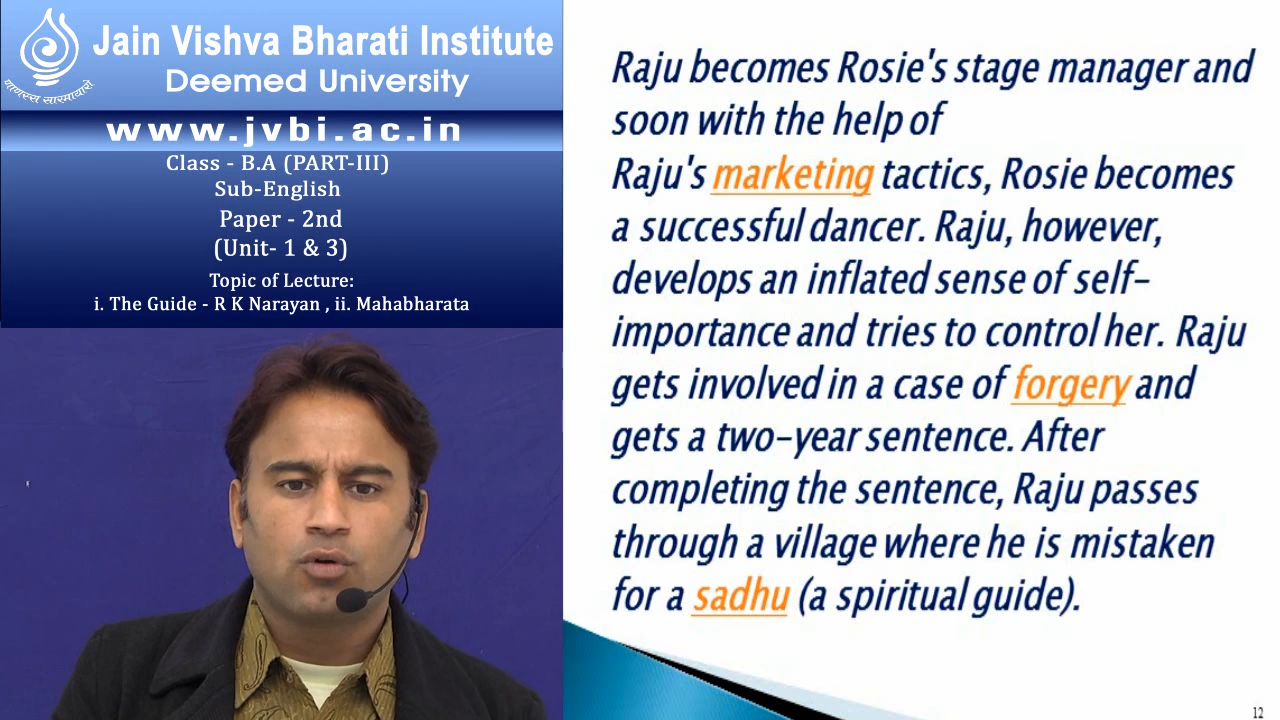 Jain Vishva Bharati Institute
Deemed University
णाणस्स सारमायारो
www.jvbi.ac.in
Class - B.A (PART-III)
Sub-English
Paper - 2nd
(Unit- 1 & 3)
Topic of Lecture:
i. The Guide - R K Narayan , ii. Mahabharata
Raju becomes Rosie's stage manager and
soon with the help of
Raju's marketing tactics, Rosie becomes
a successful dancer. Raju, however,
develops an inflated sense of self-
importance and tries to control her. Raju
gets involved in a case of forgery and
gets a two-year sentence. After
completing the sentence, Raju passes
through a village where he is mistaken
for a sadhu (a spiritual guide).
12